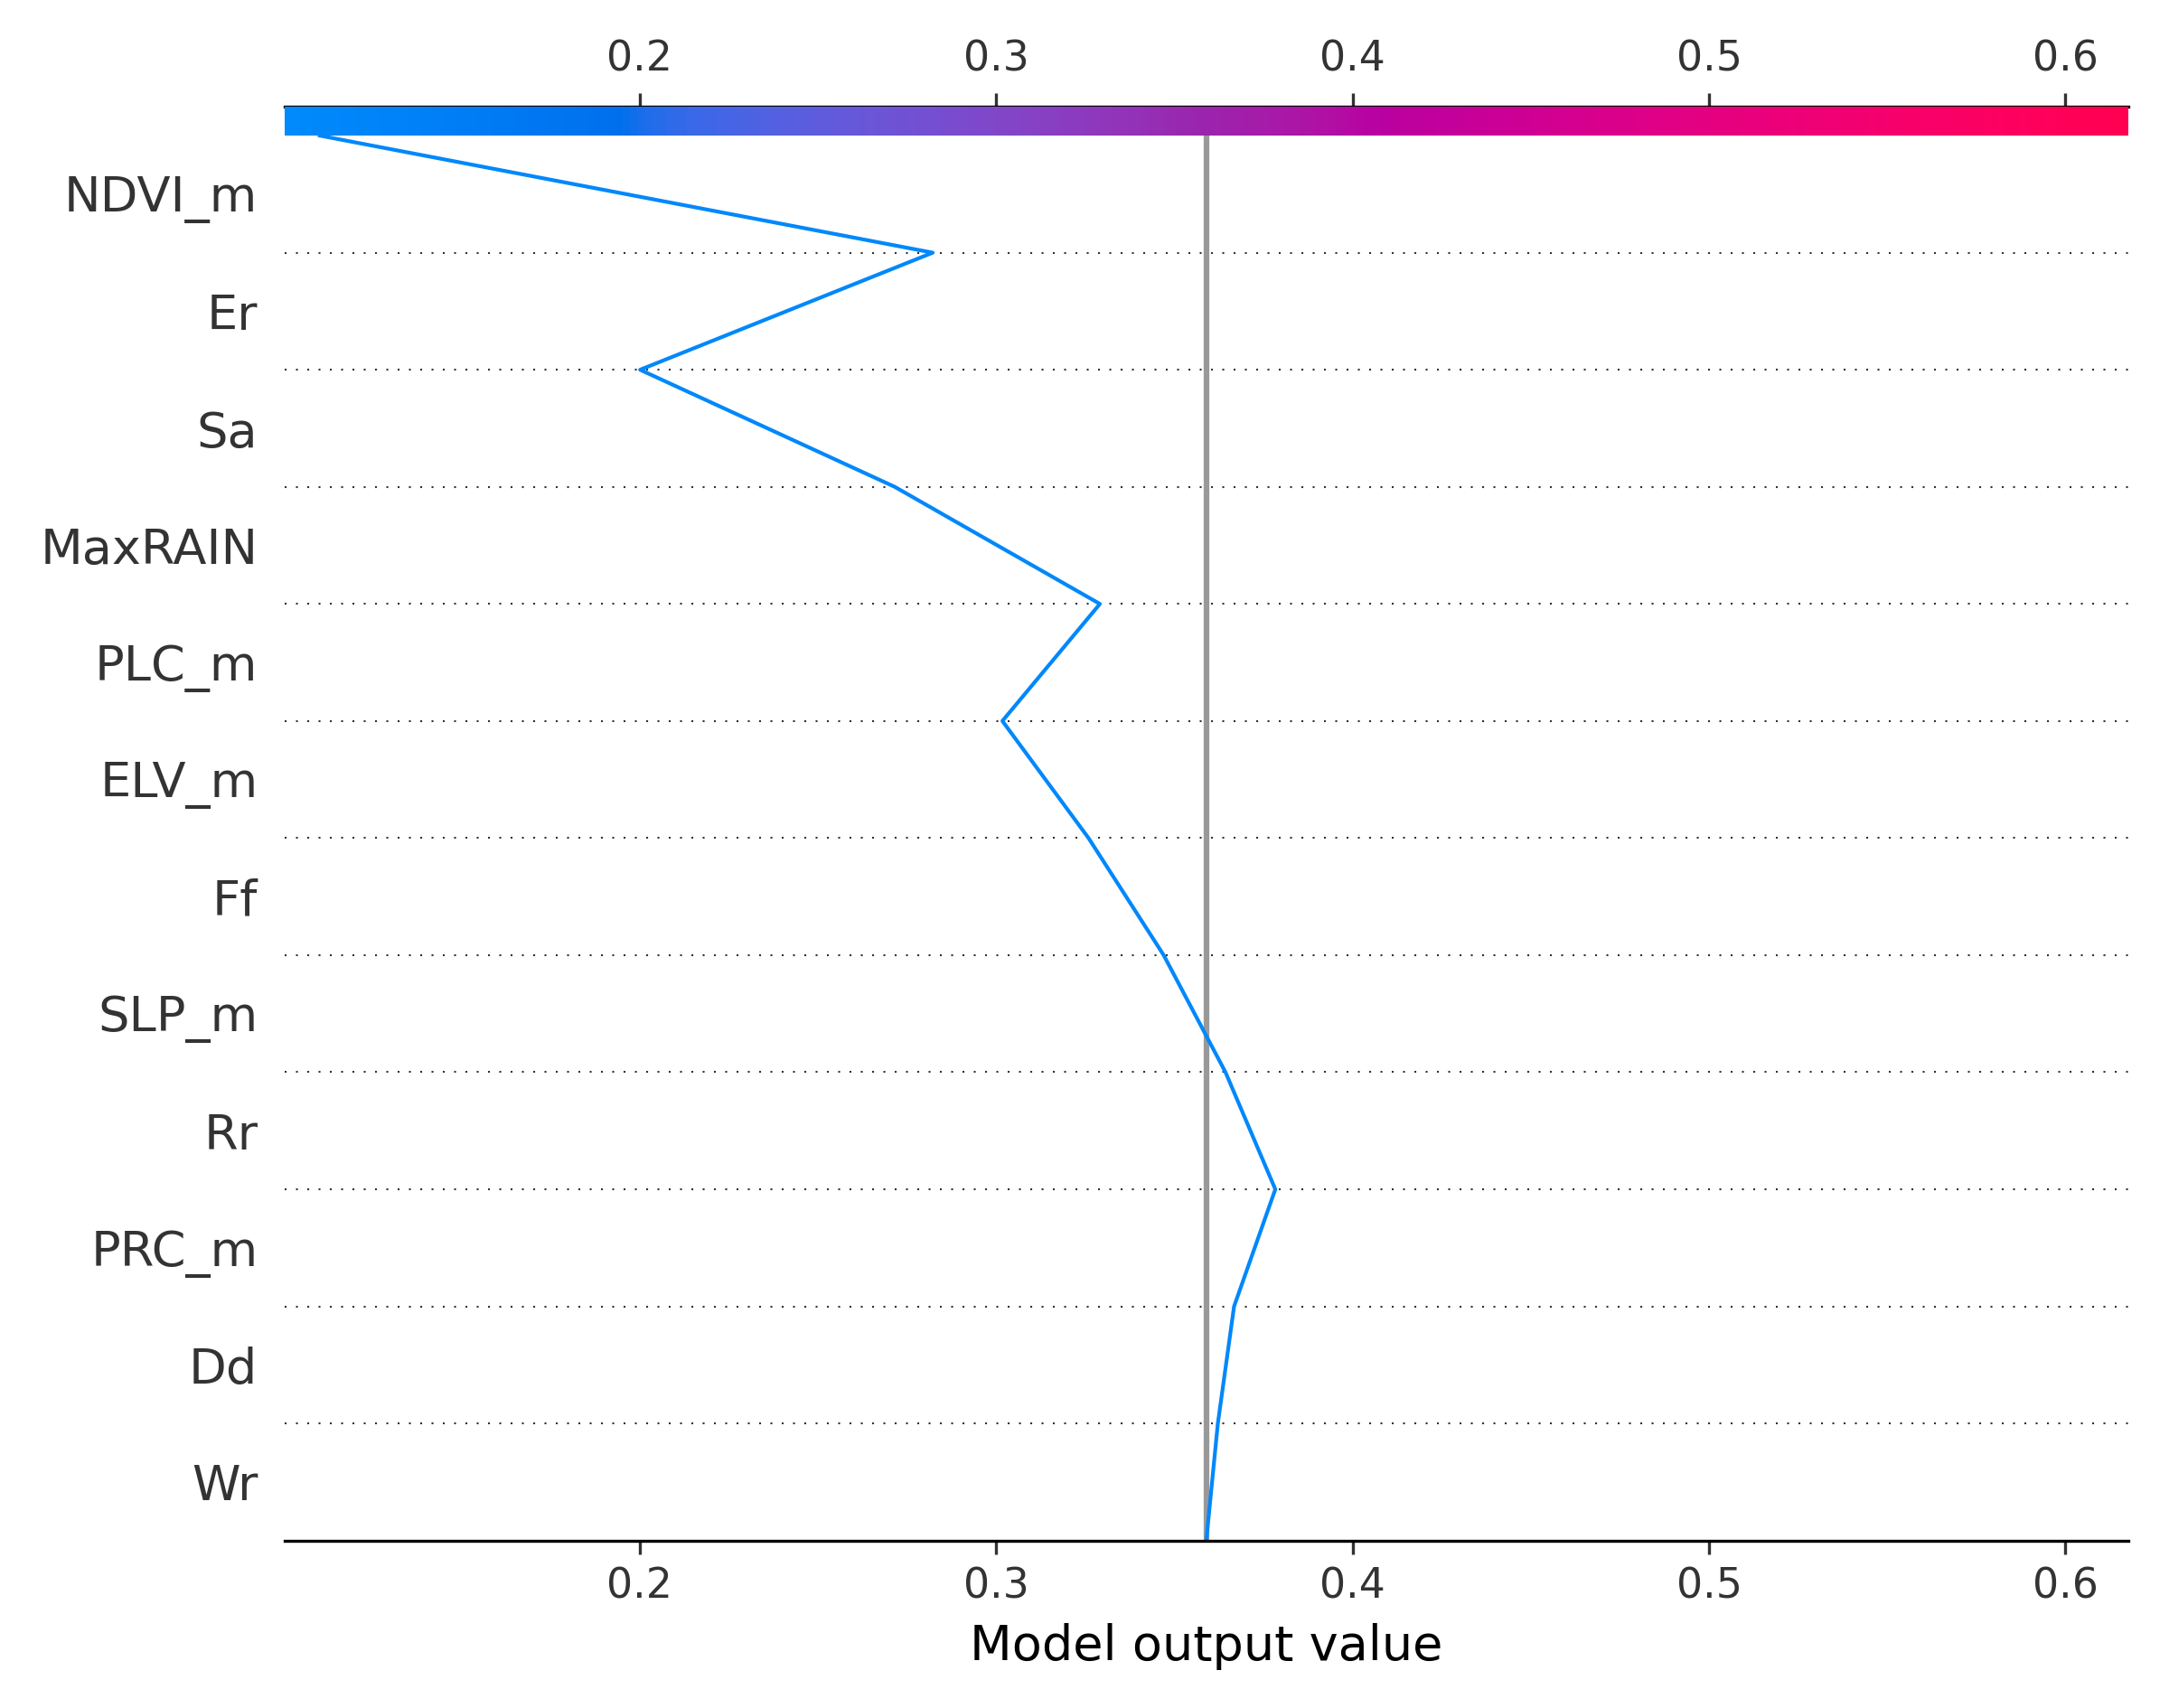 0.2 0.3 0.4 0.5 0.6
NDVI_m
Er
Sa
MaxRAIN
PLC_m
ELV_m
Ff
SLP_m
Rr
PRC_m
Dd
Wr
0.2 0.3 0.4 0.5 0.6
Model output value